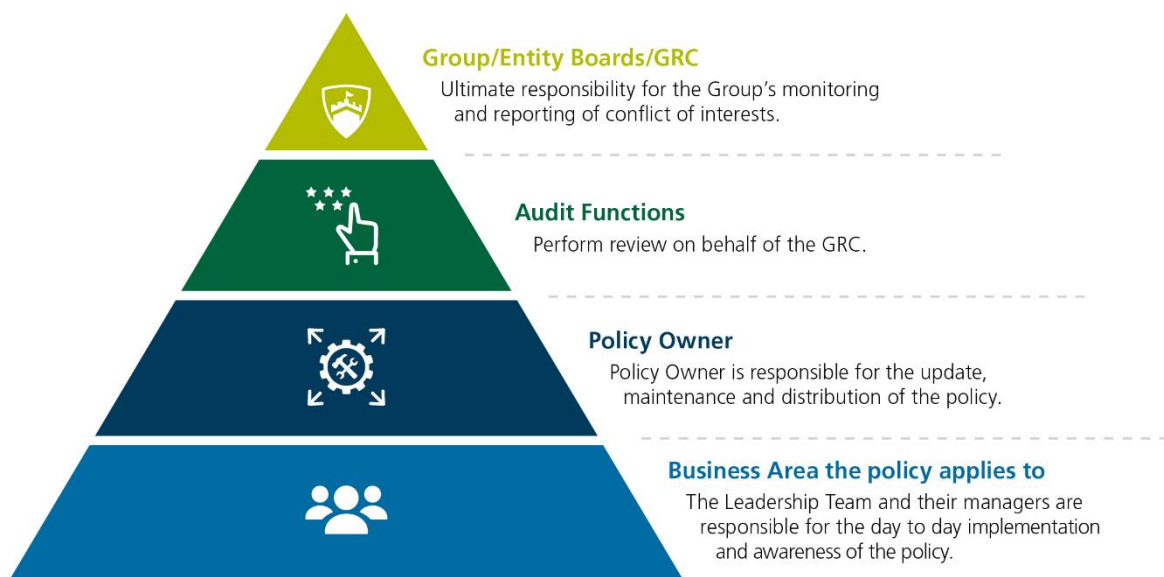 Group/Entity Boards/GRC
Ultimate responsibility for the Group's monitoring
and reporting of conflict of interests.
Audit Functions
Perform review on behalf of the GRC.
Policy Owner
Policy Owner is responsible for the update,
maintenance and distribution of the policy.
Business Area the policy applies to
The Leadership Team and their managers are
responsible for the day to day implementation
and awareness of the policy.